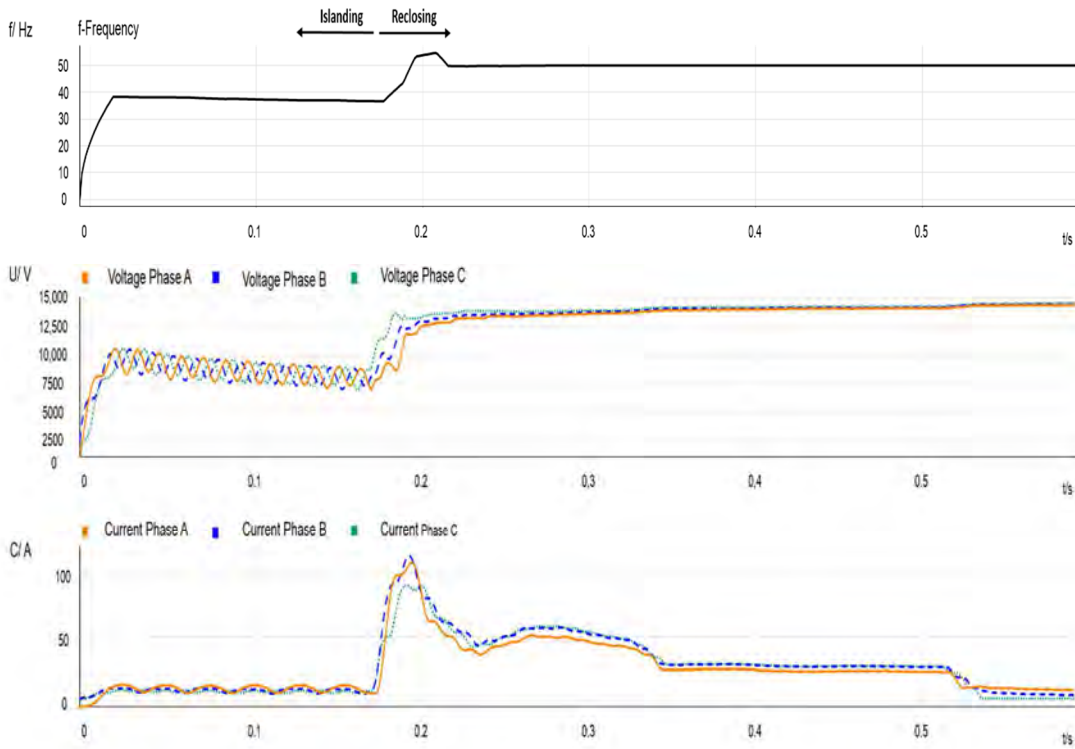 Islanding Reclosing
f/ Hz f-Frequency
50
40
30
20
10
0
0 0.1 0.2 0.3 0.4 0.5 t/s
U/ V Voltage Phase A Voltage Phase B Voltage Phase C
15,000
12,500
10,000
7500
5000
2500
0
0 0.1 0.2 0,3 0.4 0,5 t/s
Current Phase A Current Phase B Current Phase C
C/ A
100
50
0
0 0.1 0.2 0.3 0.4 0.5 t/s